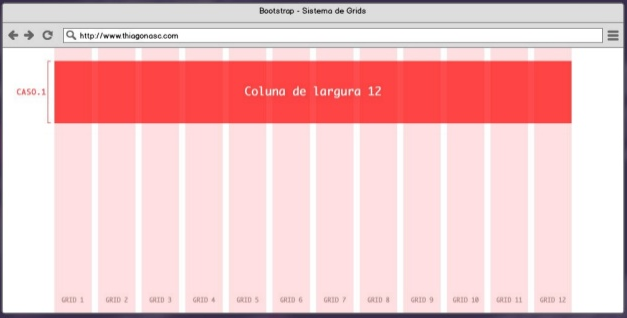 Bootstrap - Sistema de Grids
http://www.thiagonasc.com
CASO.1
Coluna de largura 12
GRID 1 GRID 2 GRID 3 GRID 4 GRID 5 GRID 6 GRID 7 GRID 8 GRID 9 GRID 10 GRID 11 GRID 12